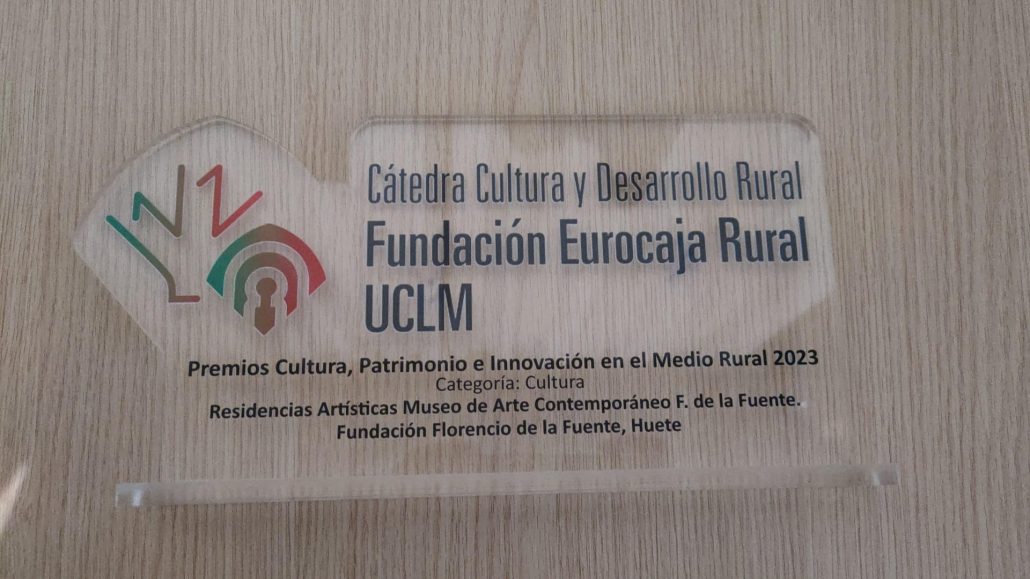 Cátedra Cultura y Desarrollo Rural
Fundación Eurocaja Rural
UCLM
Premios Cultura, Patrimonio e Innovación en el Medio Rural 2023
Categoría: Cultura
Residencias Artísticas Museo de Arte Contemporáneo F. de la Fuente.
Fundación Florencio de la Fuente, Huete